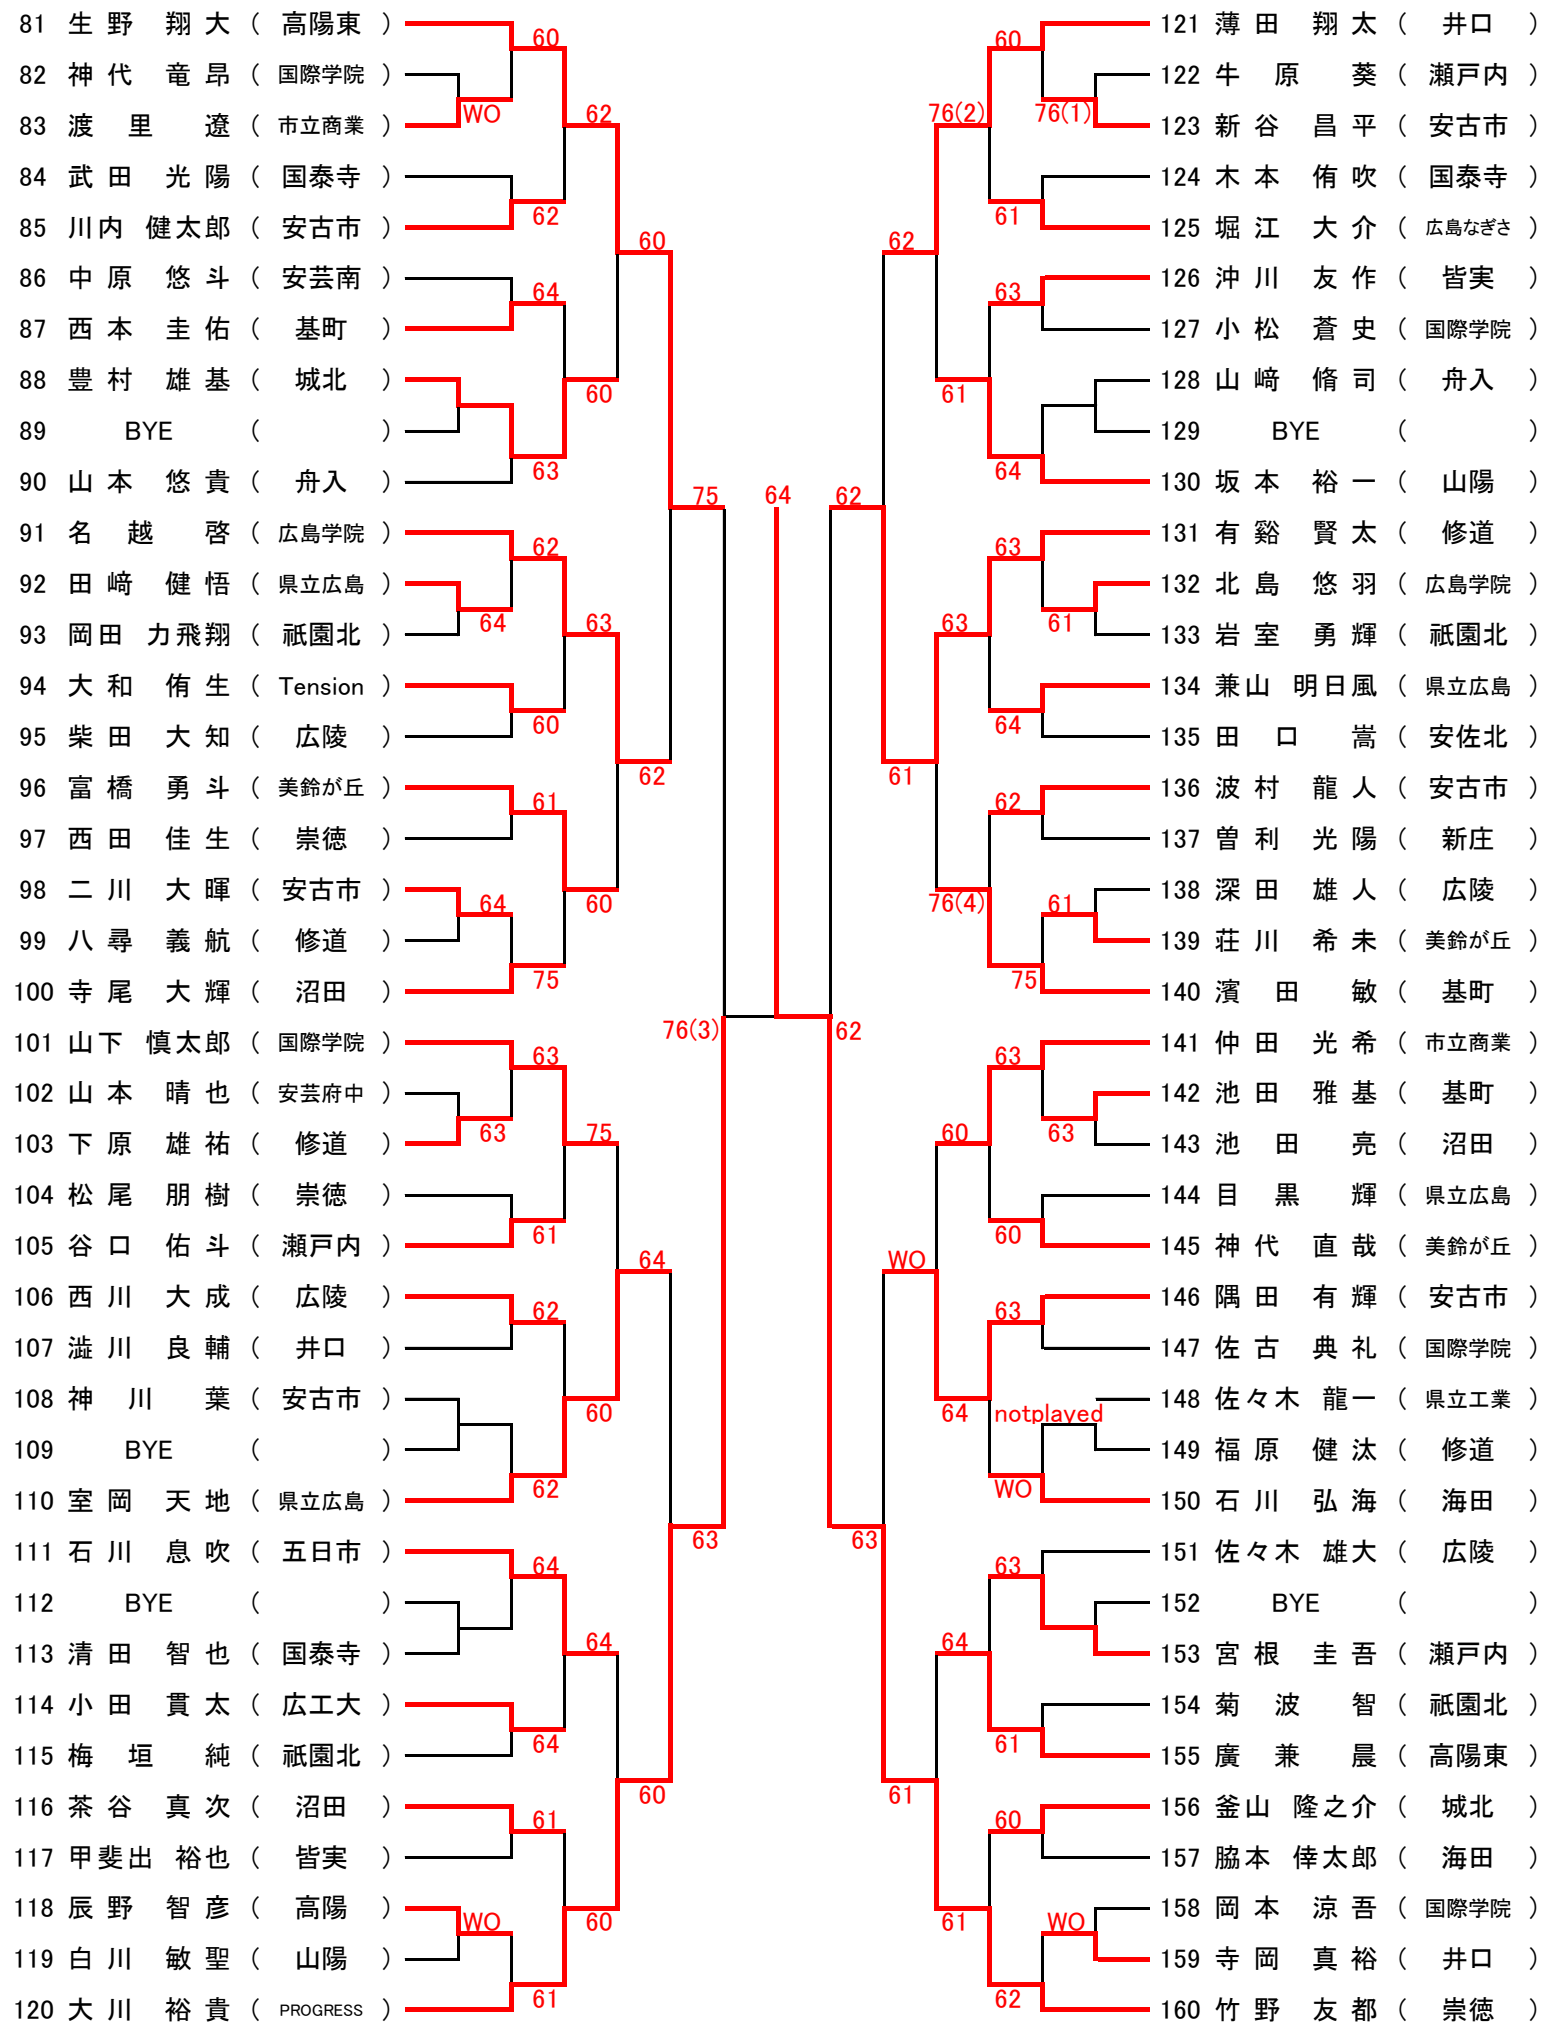 81 生野 翔大 ( 高陽東 )
82 神代 竜昂 ( 国際学院 )
83 渡里 遼 ( 市立商業 )
84 武田 光陽 ( 国泰寺 )
85 川内 健太郎 ( 安古市 )
86 中原 悠斗 ( 安芸南 )
87 西本 圭佑 ( 基町 )
88 豊村 雄基 ( 城北 )
89 BYE ( )
90 山本 悠貴 ( 舟入 )
91 名越 啓 ( 広島学院 )
92 田﨑 健悟 ( 県立広島 )
93 岡田 力飛翔 ( 祇園北 )
94 大和 侑生 ( Tension )
95 柴田 大知 ( 広陵 )
96 富橋 勇斗 ( 美鈴が丘 )
97 西田 佳生 ( 崇徳 )
98 二川 大暉 ( 安古市 )
99 八尋 義航 ( 修道 )
100 寺尾 大輝 ( 沼田 )
101 山下 慎太郎 ( 国際学院 )
102 山本 晴也 ( 安芸府中 )
103 下原 雄祐 ( 修道 )
104 松尾 朋樹 ( 崇徳 )
105 谷口 佑斗 ( 瀬戸内 )
106 西川 大成 ( 広陵 )
107 澁川 良輔 ( 井口 )
108 神川 葉 ( 安古市 )
109 BYE ( )
110 室岡 天地 ( 県立広島 )
111 石川 息吹 ( 五日市 )
112 BYE ( )
113 清田 智也 ( 国泰寺 )
114 小田 貫太 ( 広工大 )
115 梅垣 純 ( 祇園北 )
116 茶谷 真次 ( 沼田 )
117 甲斐出 裕也 ( 皆実 )
118 辰野 智彦 ( 高陽 )
119 白川 敏聖 ( 山陽 )
120 大川 裕貴 ( PROGRESS )
60
WO
62
62
60
64
60
63
75
62
64
63
60
62
61
64
60
75
76(3)
63
63
75
61
64
62
60
62
63
64
64
64
60
61
WO
60
61
64
60
76(2)
76(1)
61
62
63
61
64
62
63
61
63
64
61
62
76(4)
61
75
62
63
60
63
60
WO
63
64
notplayed
WO
63
63
64
61
61
60
61
WO
62
121 薄田 翔太 ( 井口 )
122 牛原 葵 ( 瀬戸内 )
123 新谷 昌平 ( 安古市 )
124 木本 侑吹 ( 国泰寺 )
125 堀江 大介 ( 広島なぎさ )
126 沖川 友作 ( 皆実 )
127 小松 蒼史 ( 国際学院 )
128 山﨑 脩司 ( 舟入 )
129 BYE ( )
130 坂本 裕一 ( 山陽 )
131 有谿 賢太 ( 修道 )
132 北島 悠羽 ( 広島学院 )
133 岩室 勇輝 ( 祇園北 )
134 兼山 明日風 ( 県立広島 )
135 田口 嵩 ( 安佐北 )
136 波村 龍人 ( 安古市 )
137 曽利 光陽 ( 新庄 )
138 深田 雄人 ( 広陵 )
139 荘川 希未 ( 美鈴が丘 )
140 濱田 敏 ( 基町 )
141 仲田 光希 ( 市立商業 )
142 池田 雅基 ( 基町 )
143 池田 亮 ( 沼田 )
144 目黒 輝 ( 県立広島 )
145 神代 直哉 ( 美鈴が丘 )
146 隅田 有輝 ( 安古市 )
147 佐古 典礼 ( 国際学院 )
148 佐々木 龍一 ( 県立工業 )
149 福原 健汰 ( 修道 )
150 石川 弘海 ( 海田 )
151 佐々木 雄大 ( 広陵 )
152 BYE ( )
153 宮根 圭吾 ( 瀬戸内 )
154 菊波 智 ( 祇園北 )
155 廣兼 晨 ( 高陽東 )
156 釜山 隆之介 ( 城北 )
157 脇本 倖太郎 ( 海田 )
158 岡本 涼吾 ( 国際学院 )
159 寺岡 真裕 ( 井口 )
160 竹野 友都 ( 崇徳 )